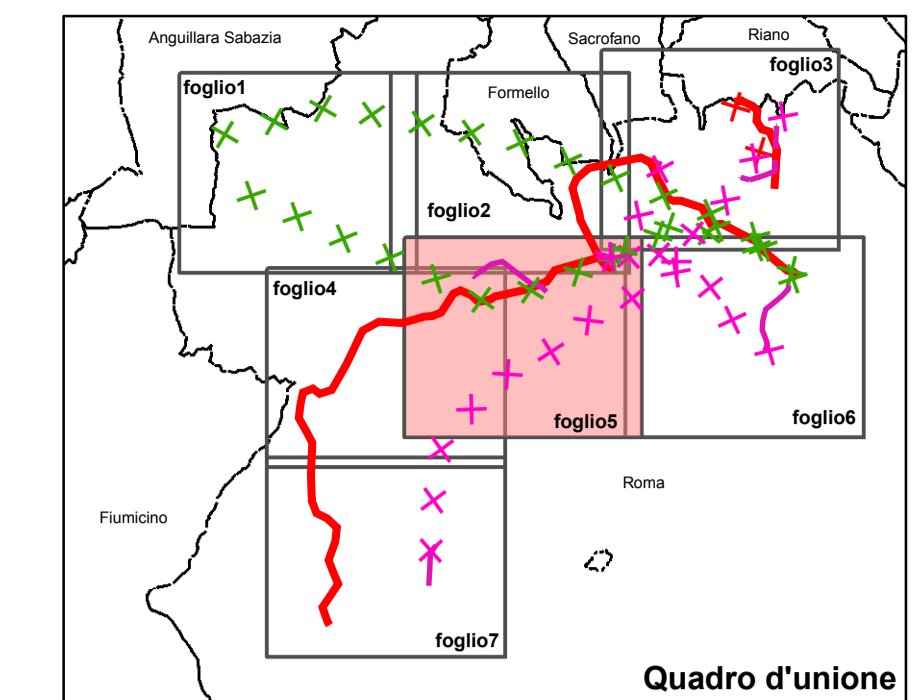 Anguillara Sabazia
Sacrofano
Riano
foglio3
foglio1
Formello
foglio2
foglio4
foglio5
foglio6
Roma
Fiumicino
foglio7
Quadro d'unione